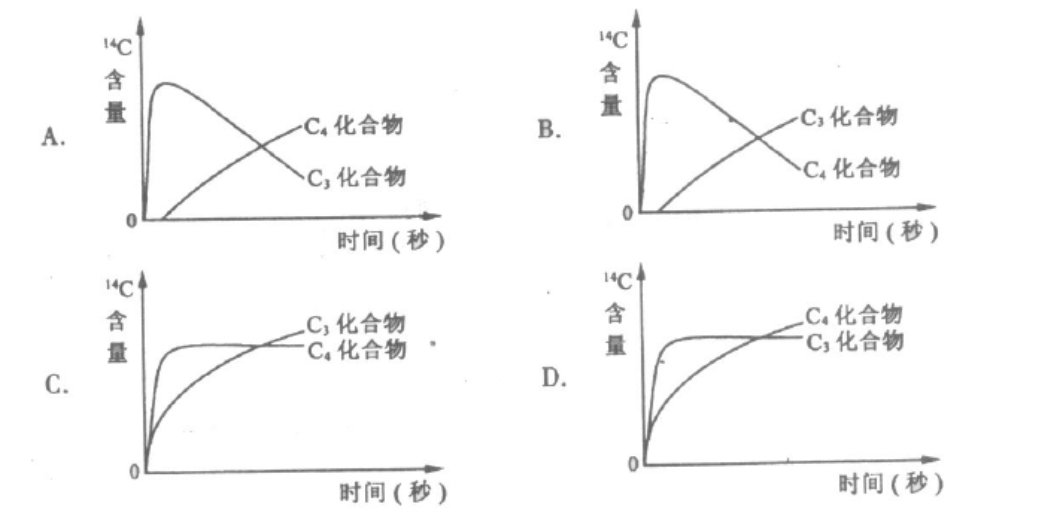 A.
¹⁴C
含
量
C₄ 化合物
C₃ 化合物
0
时间(秒)
B.
¹⁴C
含
量
C₃ 化合物
C₄ 化合物
0
时间(秒)
C.
¹⁴C
含
量
C₃ 化合物
C₄ 化合物
0
时间(秒)
D.
¹⁴C
含
量
C₄ 化合物
C₃ 化合物
0
时间(秒)